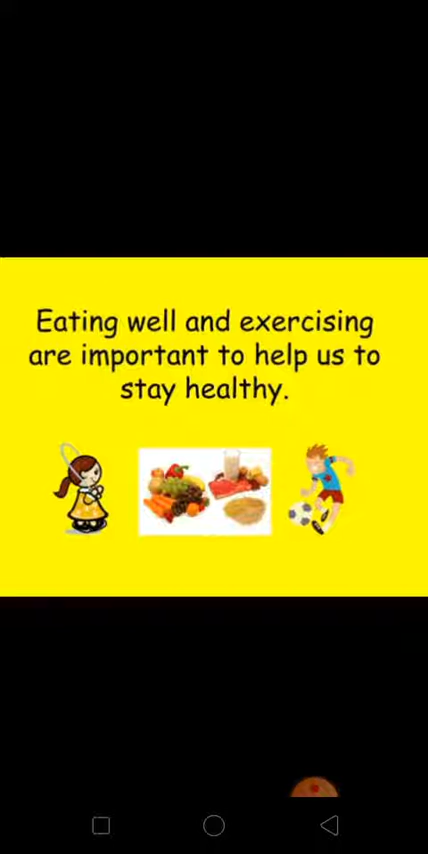 Eating well and exercising
are important to help us to
stay healthy.